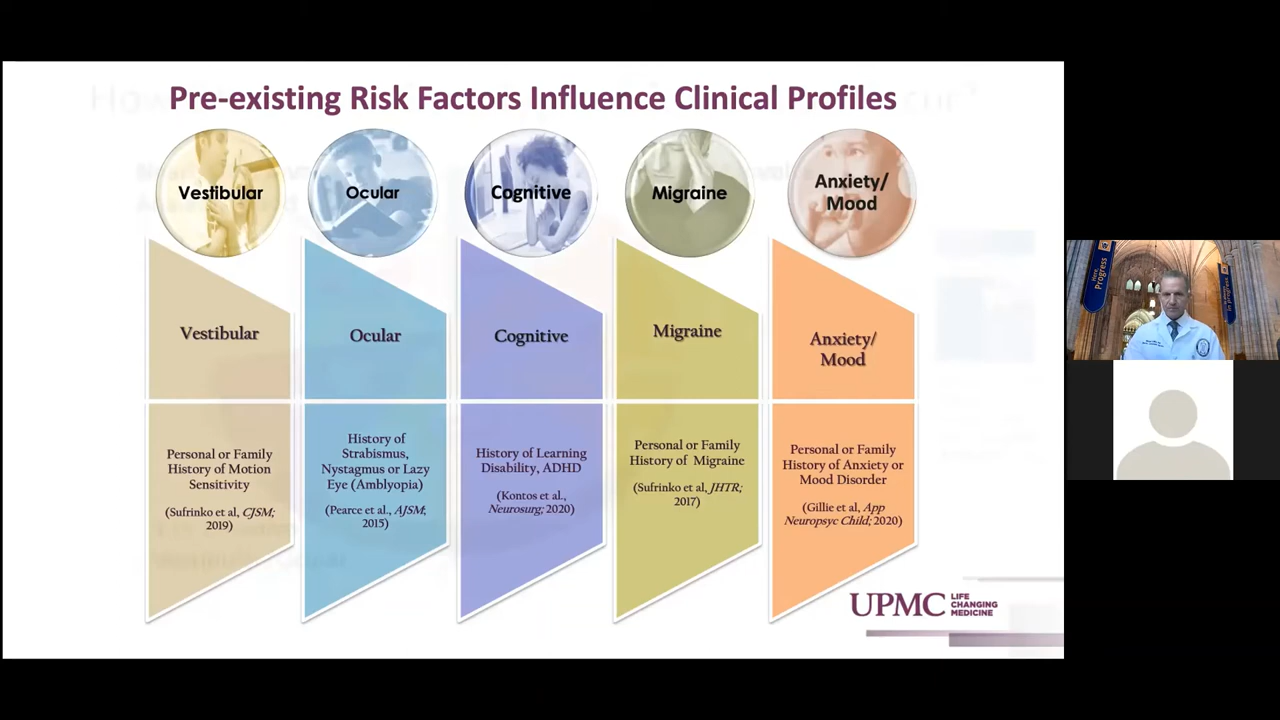 Pre-existing Risk Factors Influence Clinical Profiles
Vestibular
Ocular
Cognitive
Migraine
Anxiety/
Mood
Vestibular
Ocular
Cognitive
Migraine
Anxiety/
Mood
Personal or Family
History of Motion
Sensitivity
(Sufrinko et al, CJSM;
2019)
History of
Strabismus,
Nystagmus or Lazy
Eye (Amblyopia)
(Pearce et al., AJSM;
2015)
History of Learning
Disability, ADHD
(Kontos et al.,
Neurosurg; 2020)
Personal or Family
History of Migraine
(Sufrinko et al, JHTR;
2017)
Personal or Family
History of Anxiety or
Mood Disorder
(Gillie et al, App
Neuropsyc Child; 2020)
UPMC
LIFE
CHANGING
MEDICINE
Progress